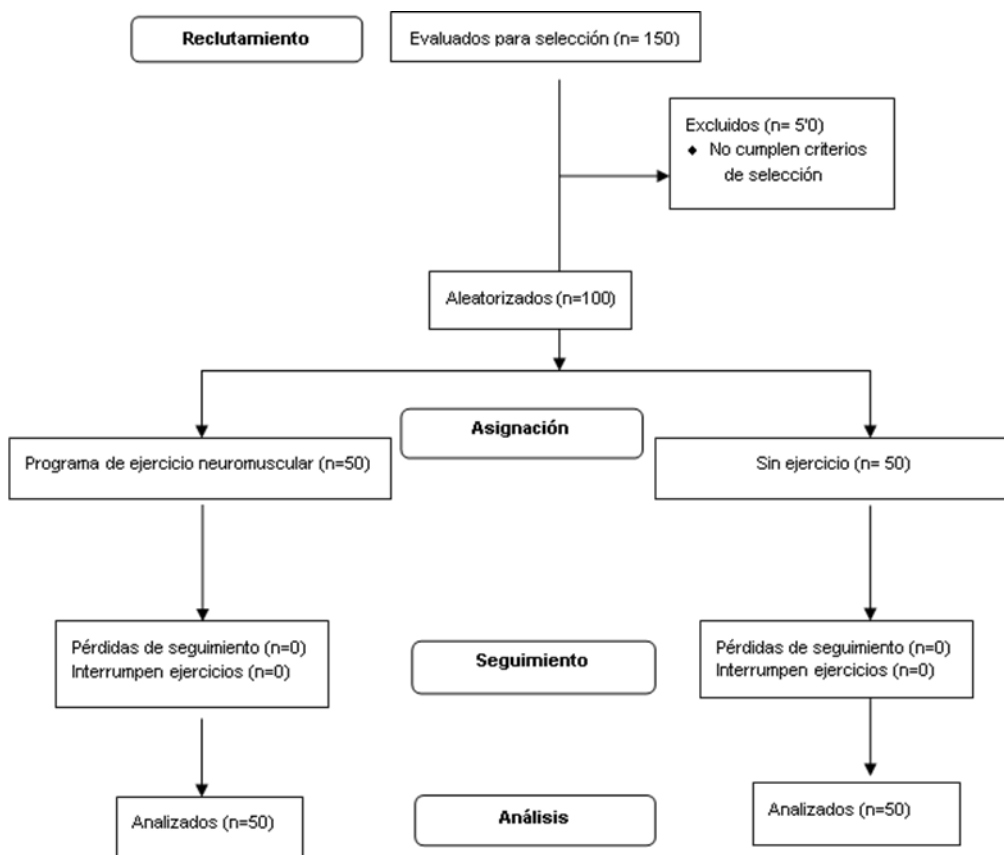 Reclutamiento
Evaluados para selección (n= 150)
Excluidos (n= 5'0)
◆ No cumplen criterios
de selección
Aleatorizados (n=100)
Asignación
Programa de ejercicio neuromuscular (n=50)
Sin ejercicio (n= 50)
Pérdidas de seguimiento (n=0)
Interrumpen ejercicios (n=0)
Seguimiento
Pérdidas de seguimiento (n=0)
Interrumpen ejercicios (n=0)
Analizados (n=50)
Análisis
Analizados (n=50)